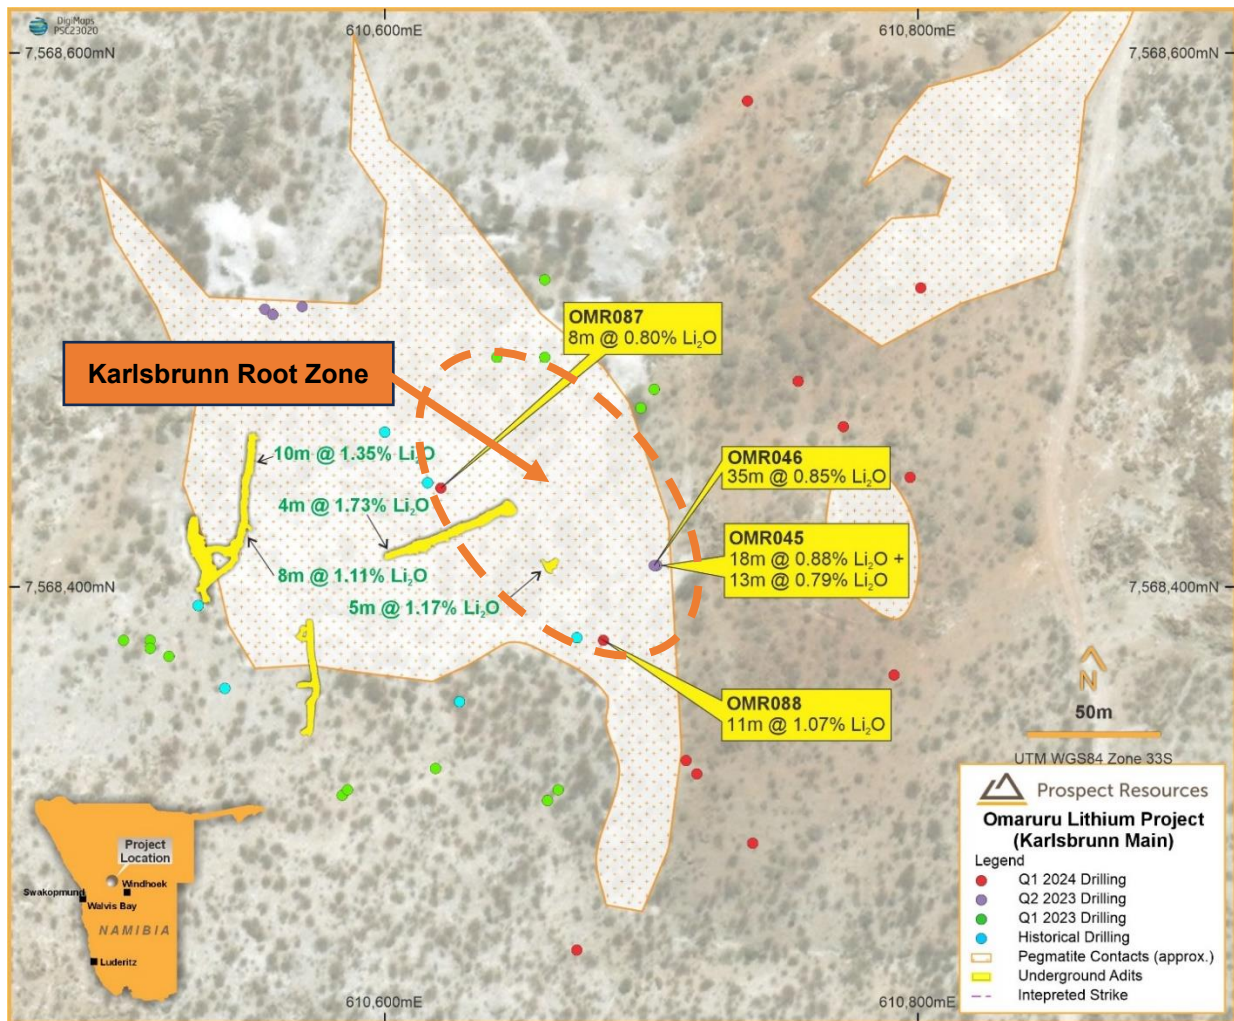 DigiMaps
PSC23020
610,600mE
610,800mE
7,568,600mN
7,568,600mN
OMR087
8m @ 0.80% Li₂O
Karlsbrunn Root Zone
10m @ 1.35% Li₂O
OMR046
35m @ 0.85% Li₂O
4m @ 1.73% Li₂O
OMR045
18m @ 0.88% Li₂O +
13m @ 0.79% Li₂O
8m @ 1.11% Li₂O
7,568,400mN
7,568,400mN
5m @ 1.17% Li₂O
N
OMR088
11m @ 1.07% Li₂O
50m
UTM WGS84 Zone 33S
Prospect Resources
Omaruru Lithium Project
(Karlsbrunn Main)
Legend
Q1 2024 Drilling
Q2 2023 Drilling
Q1 2023 Drilling
Historical Drilling
Pegmatite Contacts (approx.)
Underground Adits
Intepreted Strike
Project
Location
Windhoek
Swakopmund
Walvis Bay
NAMIBIA
Luderitz
610,600mE
610,800mE